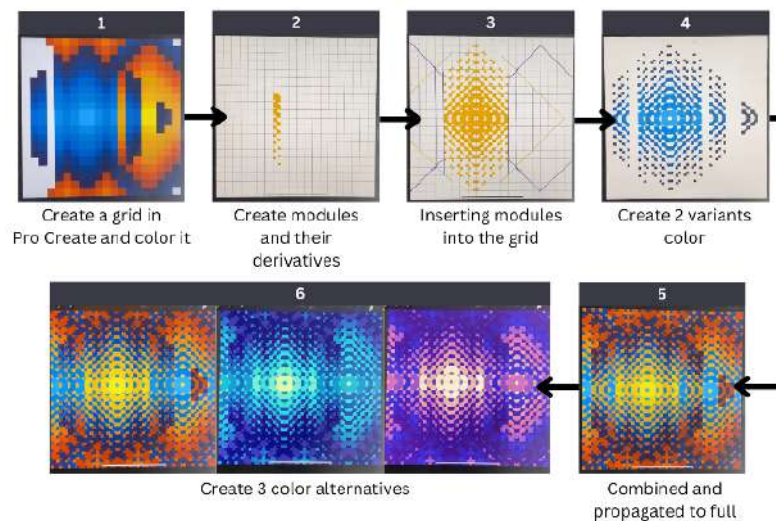 1
2
3
4
Create a grid in
Pro Create and color it
Create modules
and their
derivatives
Inserting modules
into the grid
Create 2 variants
color
6
5
Create 3 color alternatives
Combined and
propagated to full